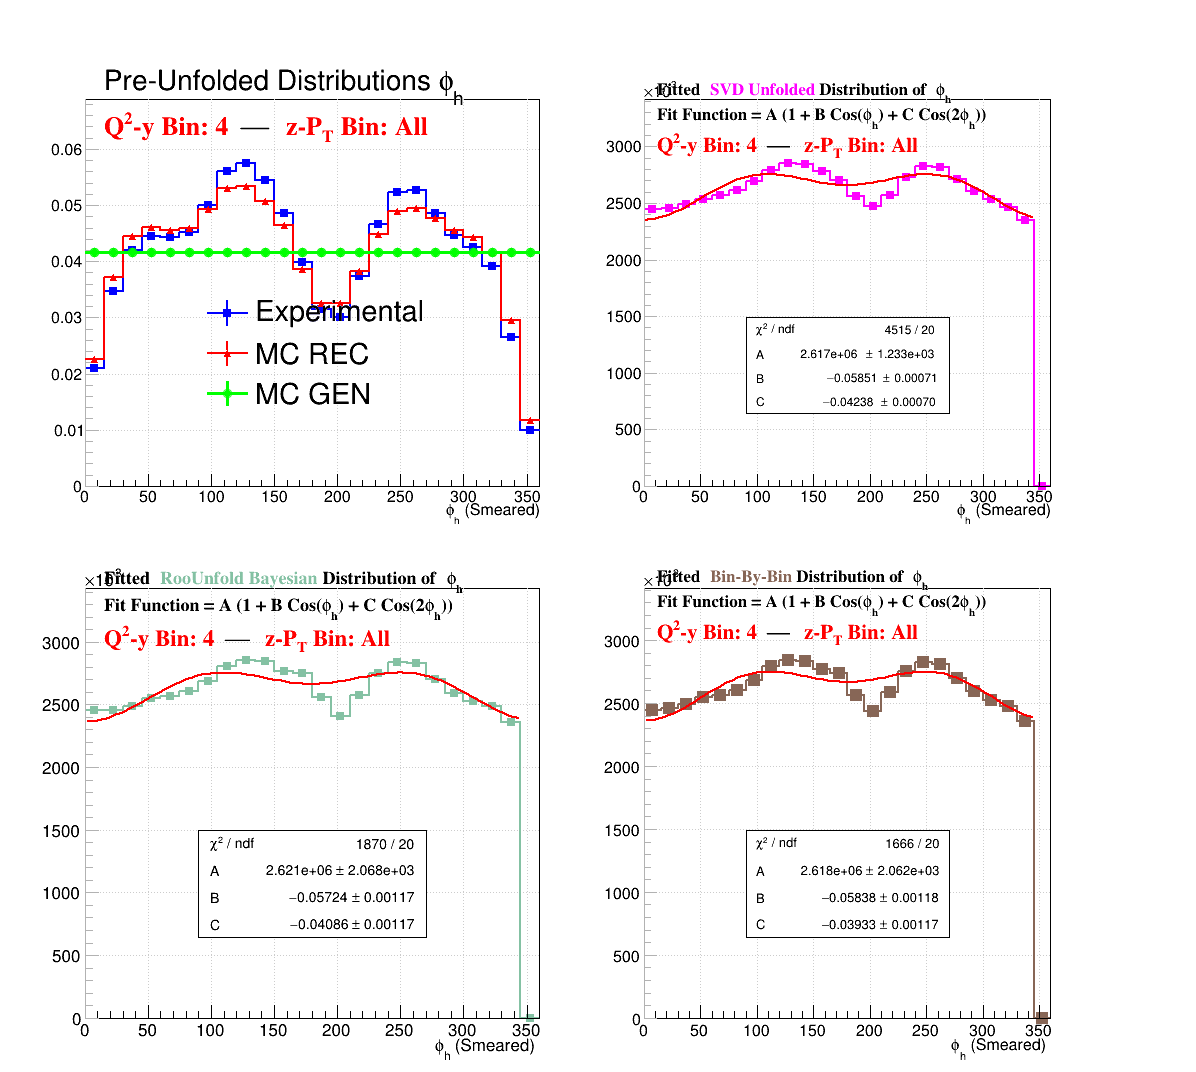 Pre-Unfolded Distributions ϕh
Q²-y Bin: 4 — z-PT Bin: All
0.06
0.05
0.04
0.03
0.02
0.01
0
Experimental
MC REC
MC GEN
0 50 100 150 200 250 300 350
ϕh (Smeared)
Fitted SVD Unfolded Distribution of ϕh
Fit Function = A (1 + B Cos(ϕh) + C Cos(2ϕh))
Q²-y Bin: 4 — z-PT Bin: All
3000
2500
2000
1500
1000
500
0
χ² / ndf 4515 / 20
A 2.617e+06 ± 1.233e+03
B −0.05851 ± 0.00071
C −0.04238 ± 0.00070
0 50 100 150 200 250 300 350
ϕh (Smeared)
Fitted RooUnfold Bayesian Distribution of ϕh
Fit Function = A (1 + B Cos(ϕh) + C Cos(2ϕh))
Q²-y Bin: 4 — z-PT Bin: All
3000
2500
2000
1500
1000
500
0
χ² / ndf 1870 / 20
A 2.621e+06 ± 2.068e+03
B −0.05724 ± 0.00117
C −0.04086 ± 0.00117
0 50 100 150 200 250 300 350
ϕh (Smeared)
Fitted Bin-By-Bin Distribution of ϕh
Fit Function = A (1 + B Cos(ϕh) + C Cos(2ϕh))
Q²-y Bin: 4 — z-PT Bin: All
3000
2500
2000
1500
1000
500
0
χ² / ndf 1666 / 20
A 2.618e+06 ± 2.062e+03
B −0.05838 ± 0.00118
C −0.03933 ± 0.00117
0 50 100 150 200 250 300 350
ϕh (Smeared)